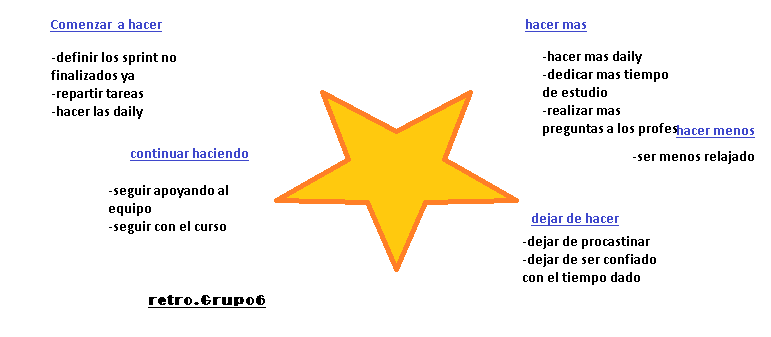 Comenzar a hacer
-definir los sprint no
finalizados ya
-repartir tareas
-hacer las daily
continuar haciendo
-seguir apoyando al
equipo
-seguir con el curso
hacer mas
-hacer mas daily
-dedicar mas tiempo
de estudio
-realizar mas
preguntas a los profes
hacer menos
-ser menos relajado
dejar de hacer
-dejar de procastinar
-dejar de ser confiado
con el tiempo dado
retro.Grupo6